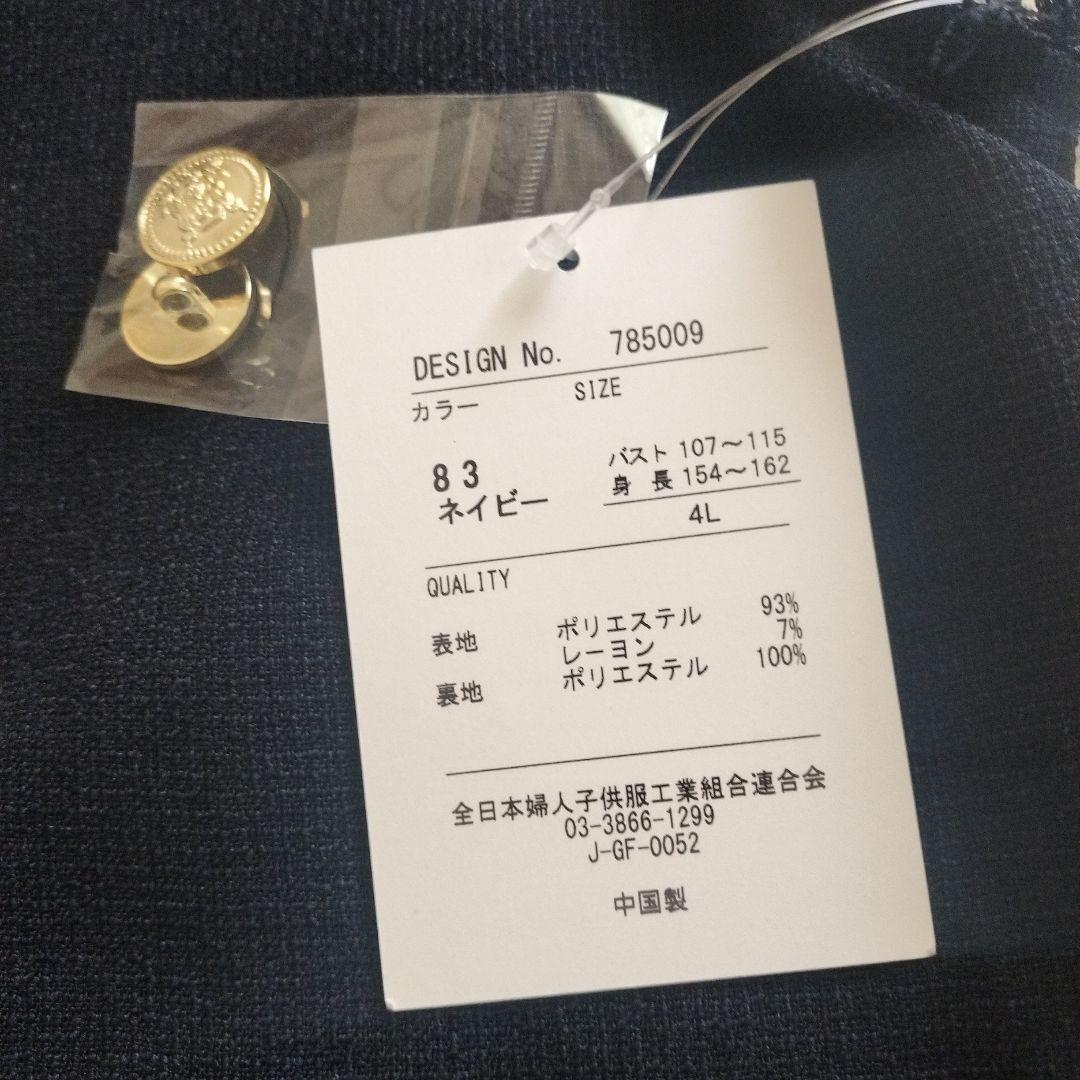 DESIGN No. 785009
カラー SIZE
83 バスト 107～115
ネイビー 身 長 154～162
4L
QUALITY
表地 ポリエステル 93%
レーヨン 7%
裏地 ポリエステル 100%
全日本婦人子供服工業組合連合会
03-3866-1299
J-GF-0052
中国製